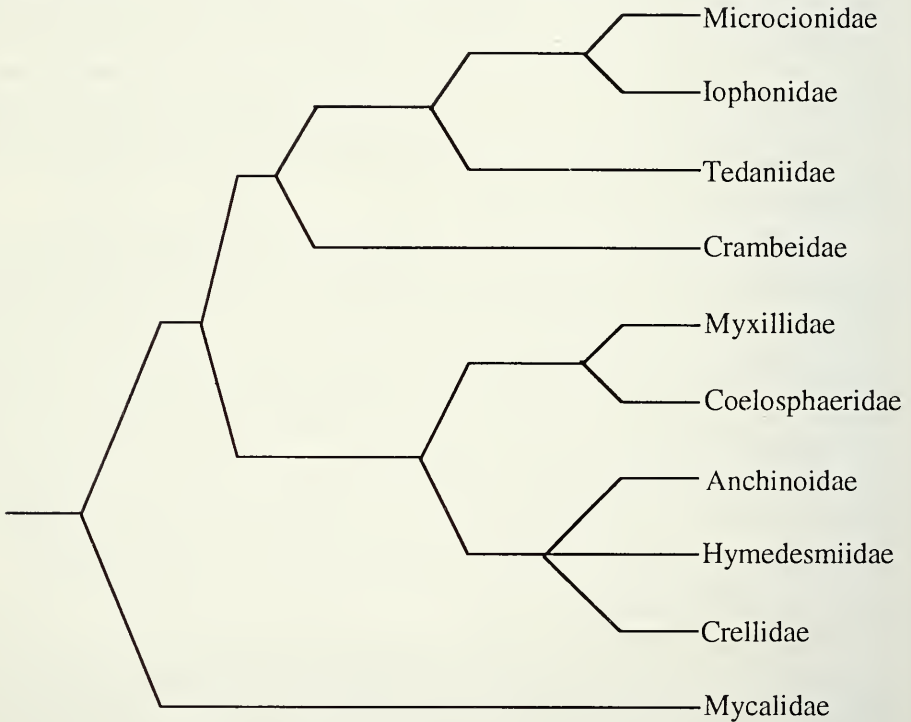 Microcionidae
Iophonidae
Tedaniidae
Crambeidae
Myxillidae
Coelosphaeridae
Anchinoidae
Hymedesmiidae
Crellidae
Mycalidae